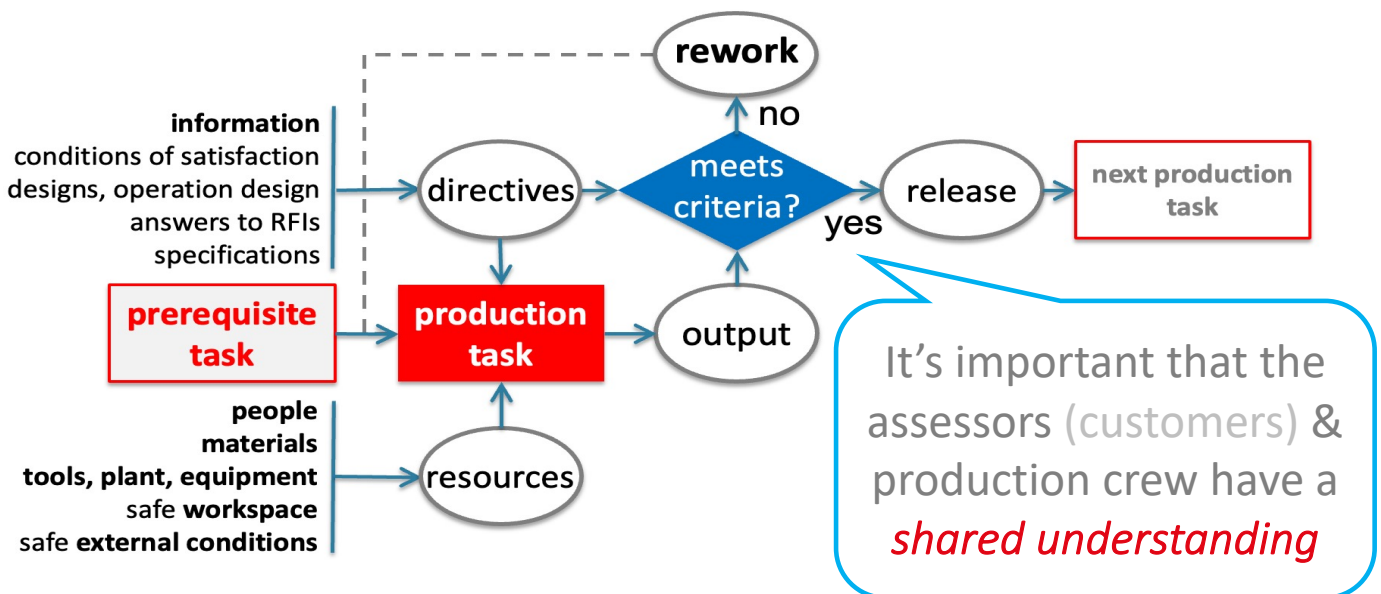 rework
no
information
conditions of satisfaction
designs, operation design
answers to RFIs
specifications
directives
meets
criteria?
yes
release
next production
task
prerequisite
task
production
task
output
people
materials
tools, plant, equipment
safe workspace
safe external conditions
resources
It’s important that the
assessors (customers) &
production crew have a
shared understanding